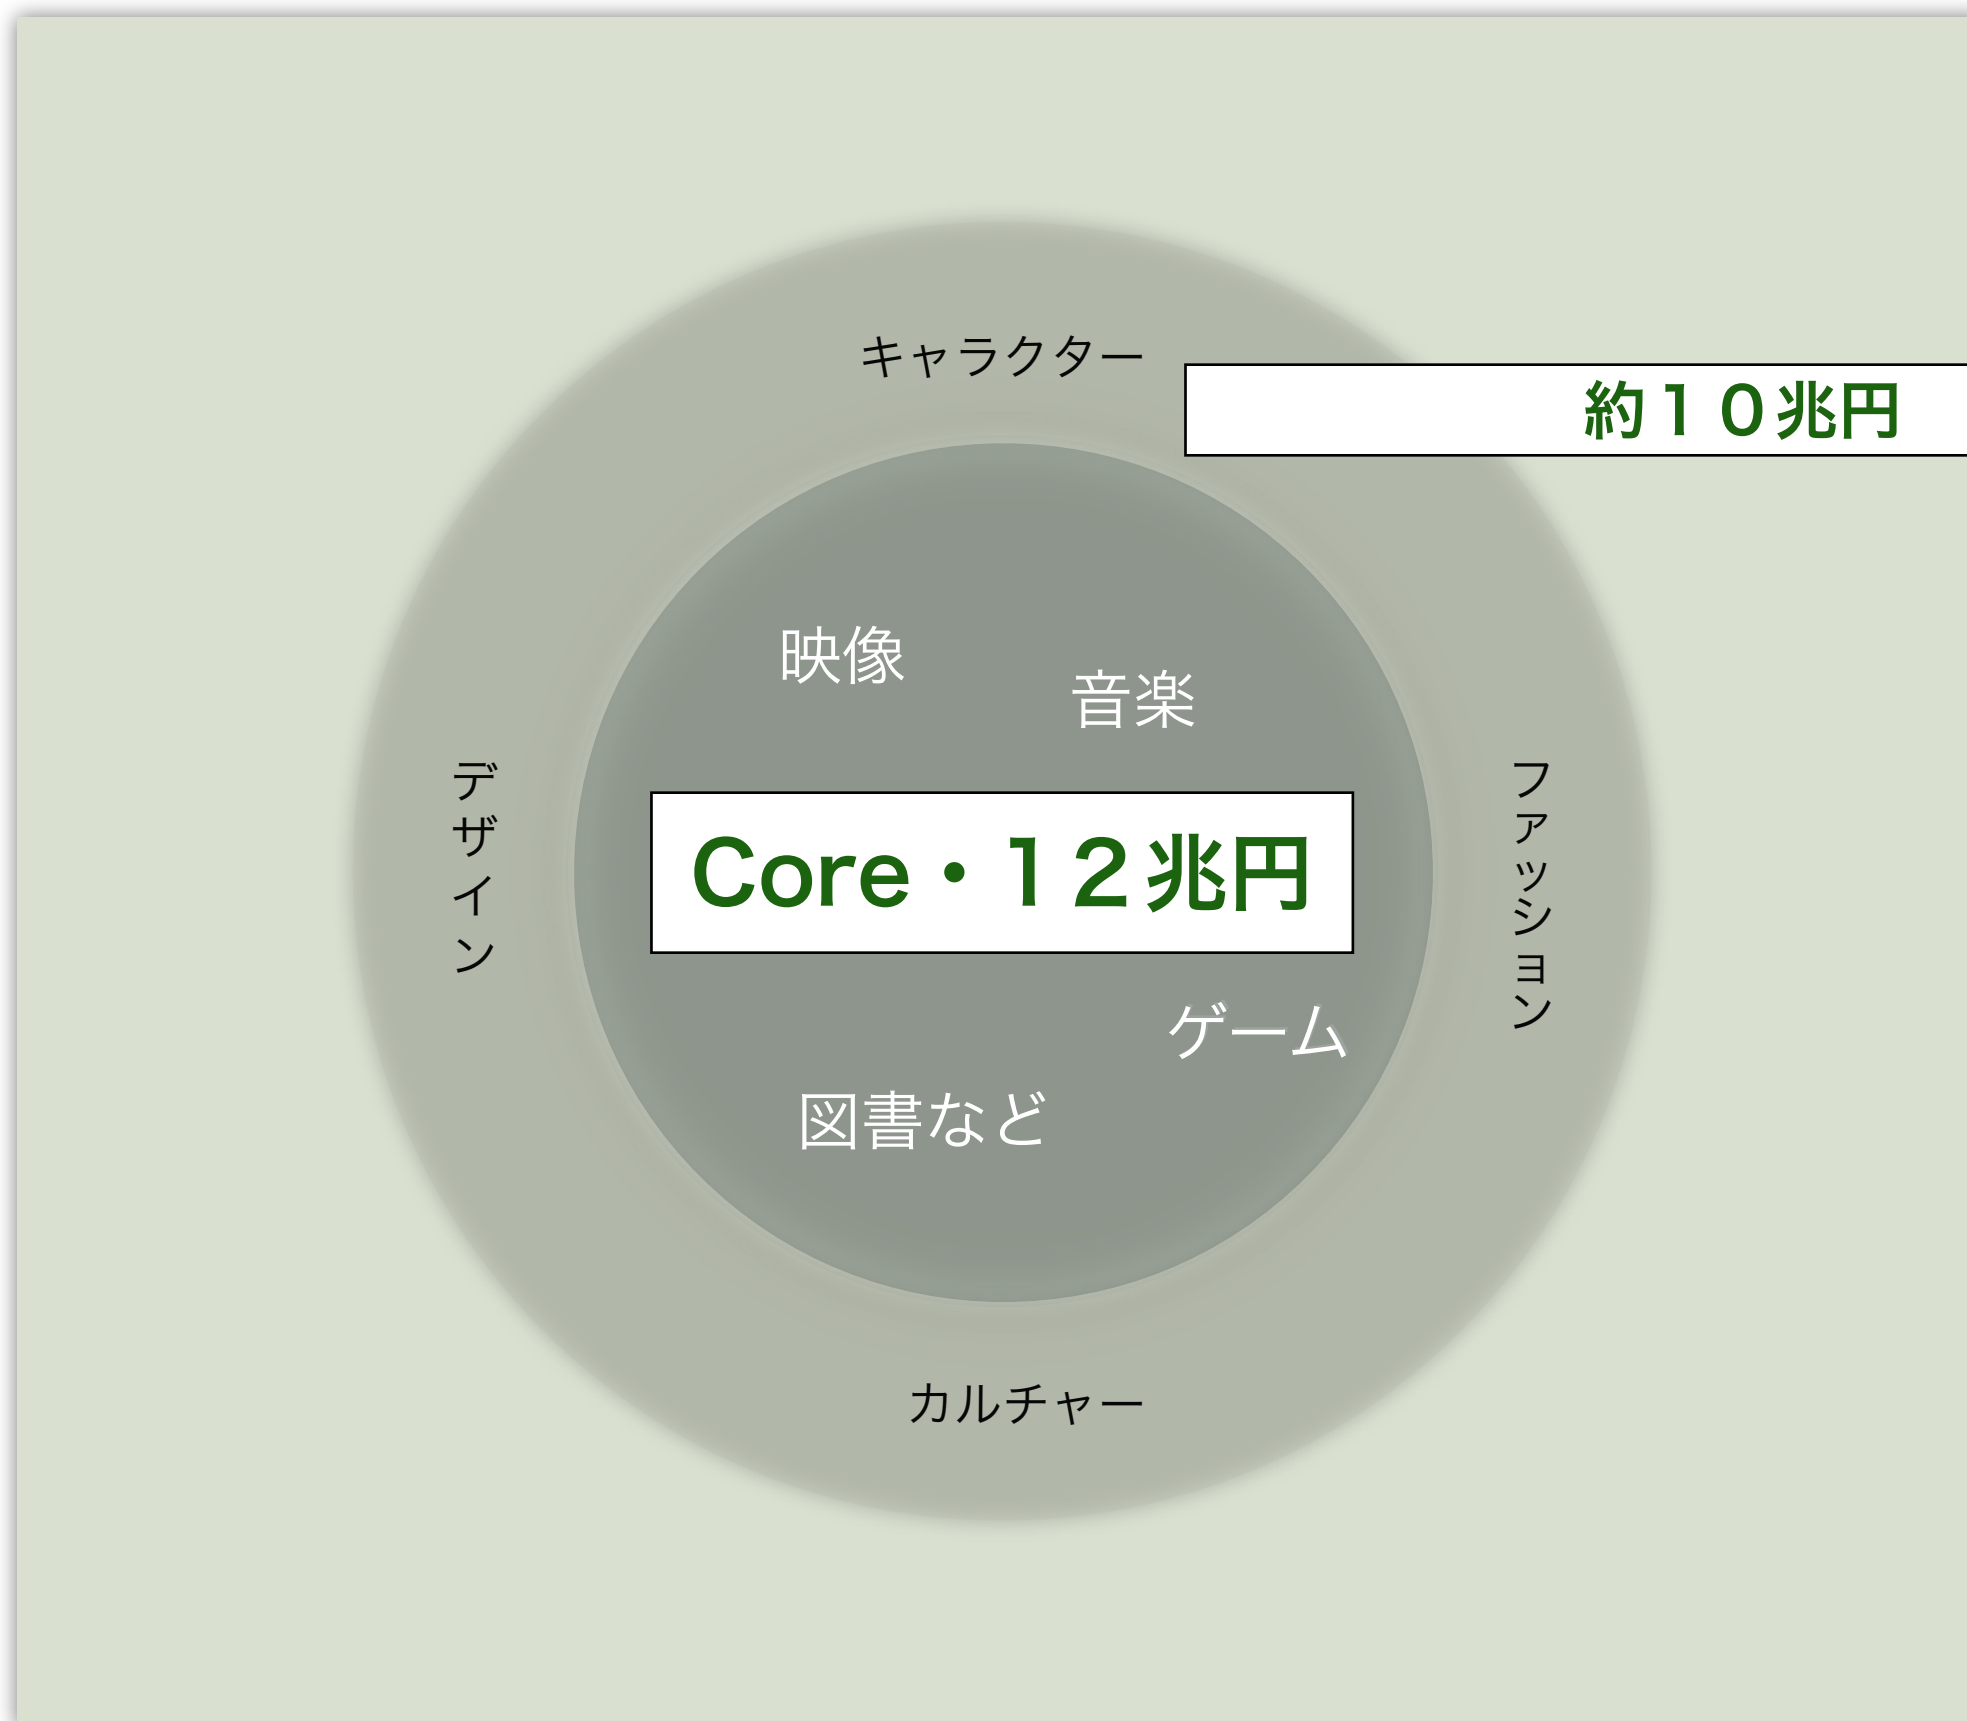 キャラクター
約１０兆円
映像
音楽
デザイン
ファッション
Core・１２兆円
ゲーム
図書など
カルチャー